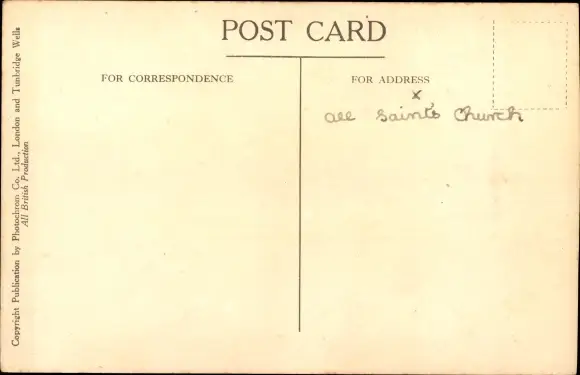 POST CARD
FOR CORRESPONDENCE
FOR ADDRESS
x
all Saint's Church
Copyright Publication by Photochrom Co. Ltd., London and Tunbridge Wells
All British Production